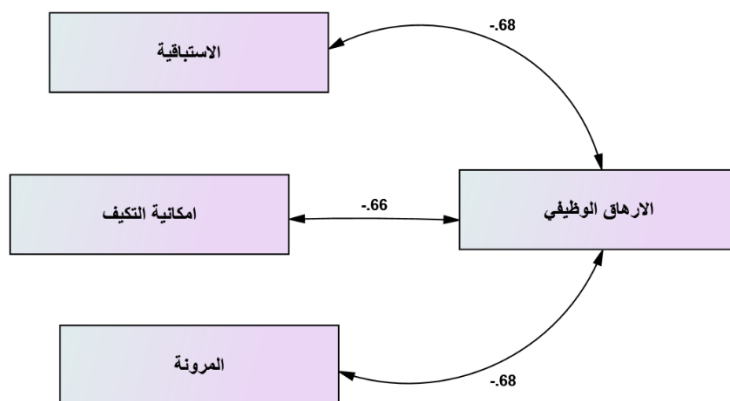 -.68
الاستباقية
امكانية التكيف
-.66
الارهاق الوظيفي
المرونة
-.68